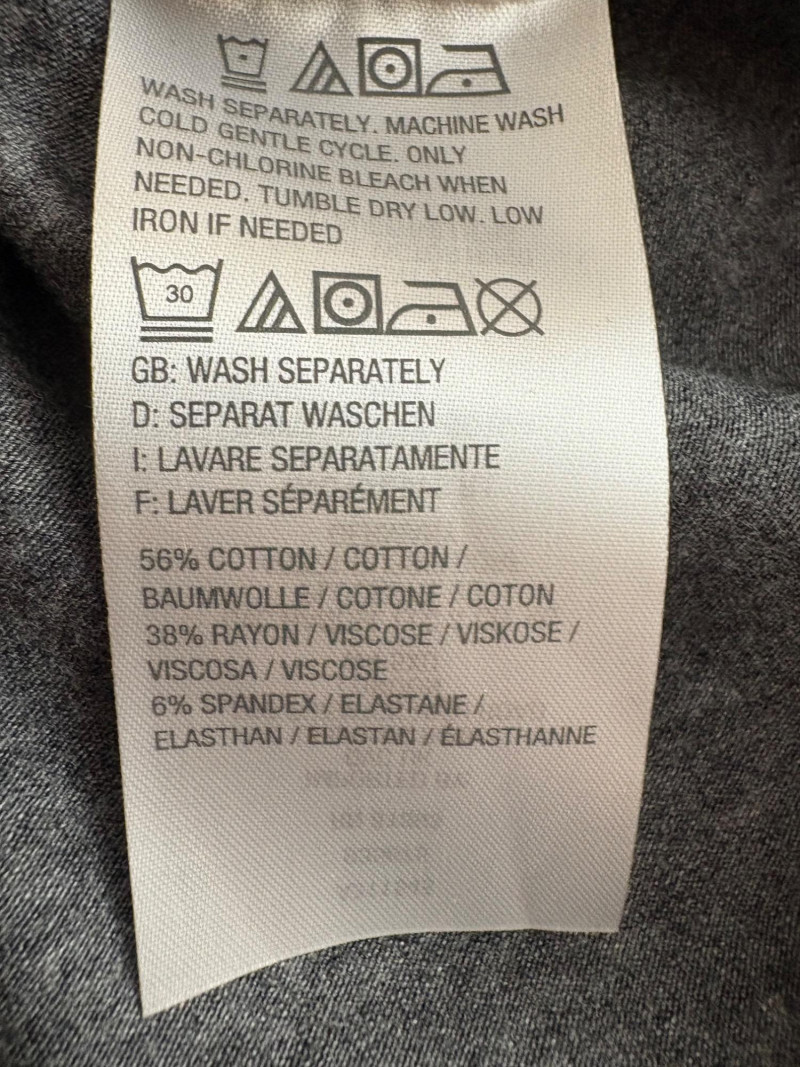 WASH SEPARATELY. MACHINE WASH
COLD GENTLE CYCLE. ONLY
NON-CHLORINE BLEACH WHEN
NEEDED. TUMBLE DRY LOW. LOW
IRON IF NEEDED
30
GB: WASH SEPARATELY
D: SEPARAT WASCHEN
I: LAVARE SEPARATAMENTE
F: LAVER SÉPARÉMENT
56% COTTON / COTTON /
BAUMWOLLE / COTONE / COTON
38% RAYON / VISCOSE / VISKOSE /
VISCOSA / VISCOSE
6% SPANDEX / ELASTANE /
ELASTHAN / ELASTAN / ÉLASTHANNE